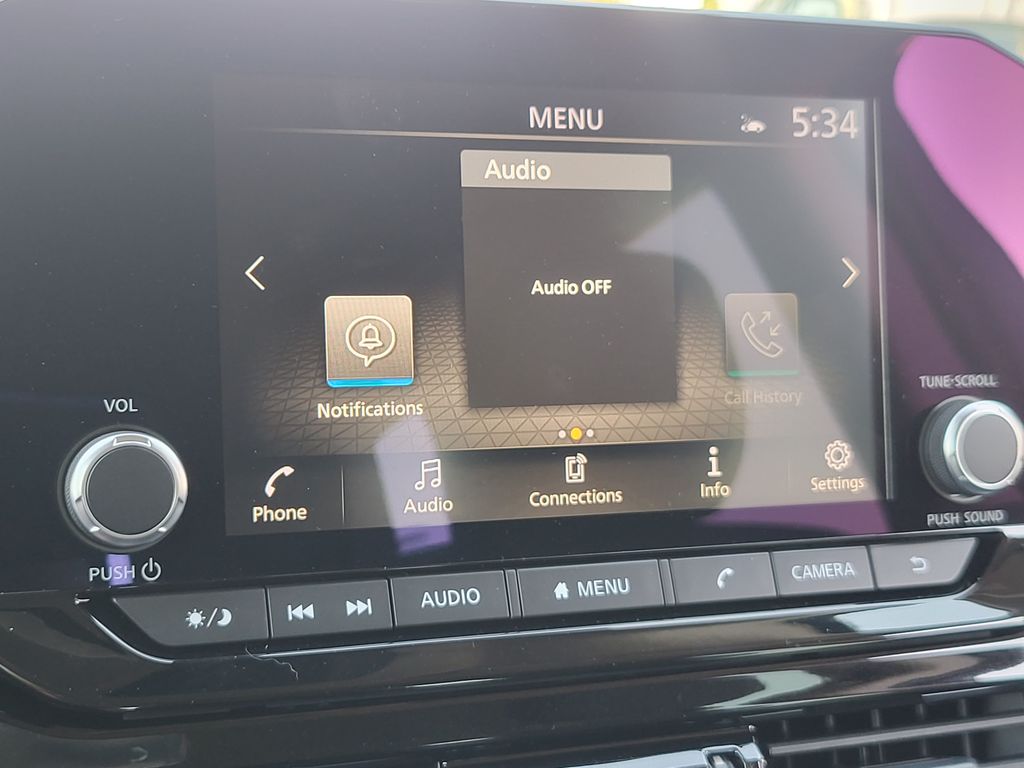 MENU
5:34
Audio
Audio OFF
Notifications
Call History
Phone
Audio
Connections
Info
Settings
VOL
PUSH
TUNE·SCROLL
PUSH SOUND
AUDIO
MENU
CAMERA